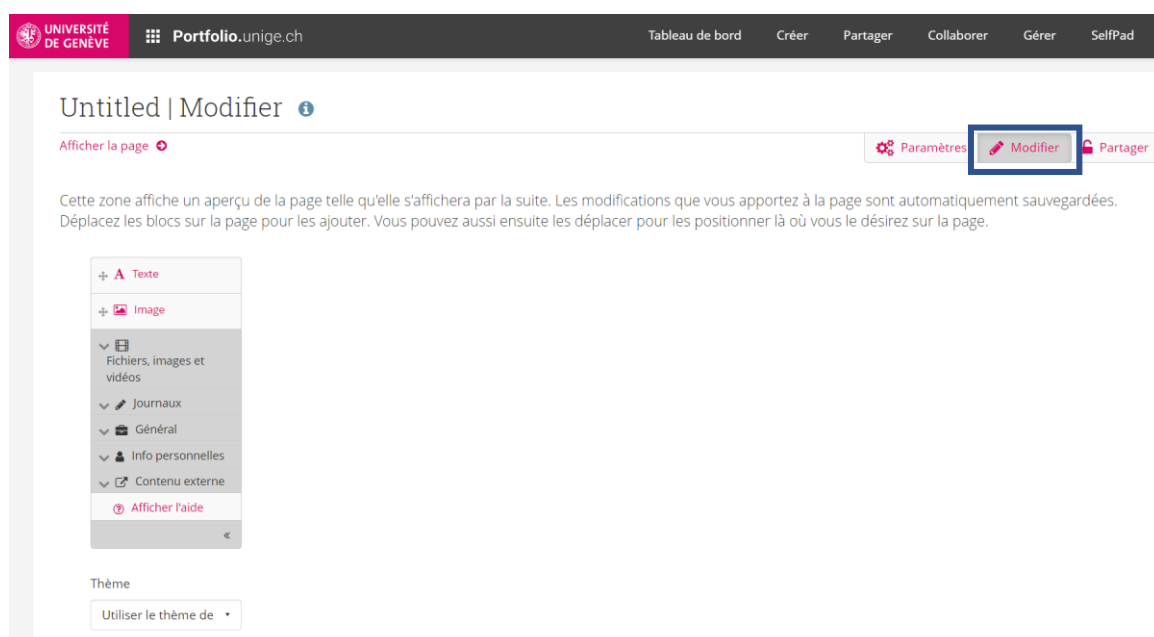 UNIVERSITÉ
DE GENÈVE
Portfolio.unige.ch
Tableau de bord
Créer
Partager
Collaborer
Gérer
SelfPad
Untitled | Modifier
Afficher la page
Paramètres
Modifier
Partager
Cette zone affiche un aperçu de la page telle qu'elle s'affichera par la suite. Les modifications que vous apportez à la page sont automatiquement sauvegardées.
Déplacez les blocs sur la page pour les ajouter. Vous pouvez aussi ensuite les déplacer pour les positionner là où vous le désirez sur la page.
A Texte
Image
Fichiers, images et
vidéos
Journaux
Général
Info personnelles
Contenu externe
Afficher l'aide
«
Thème
Utiliser le thème de